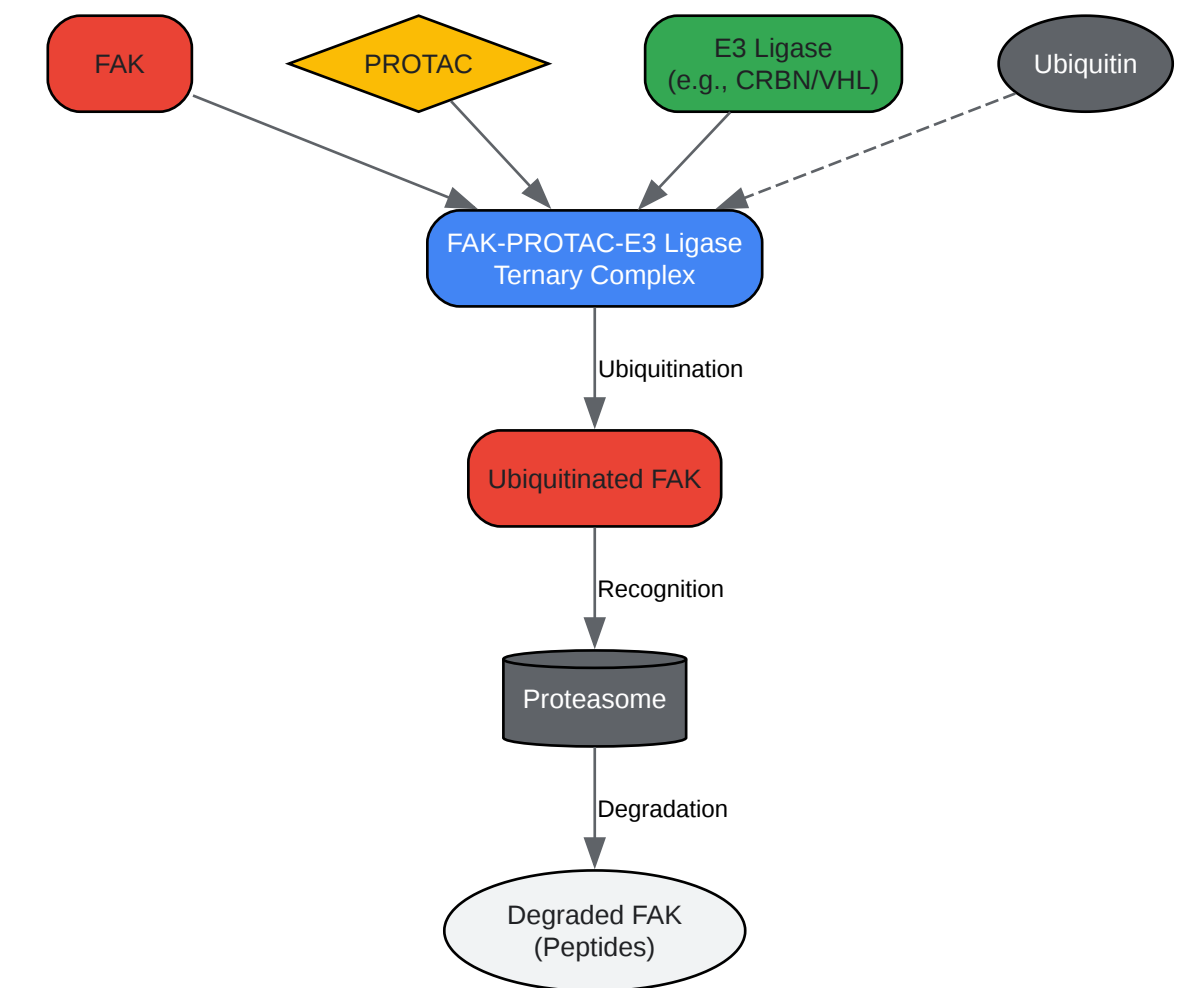 FAK
PROTAC
E3 Ligase
(e.g., CRBN/VHL)
Ubiquitin
FAK-PROTAC-E3 Ligase
Ternary Complex
Ubiquitination
Ubiquitinated FAK
Recognition
Proteasome
Degradation
Degraded FAK
(Peptides)